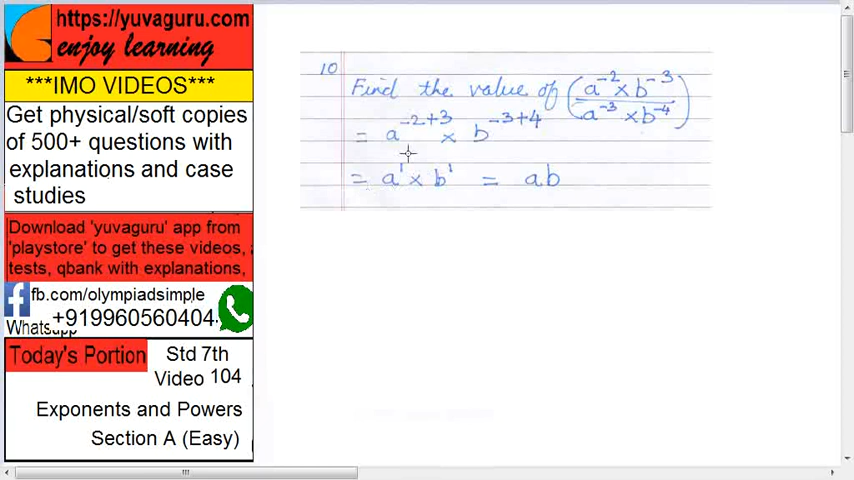 https://yuvaguru.com
enjoy learning
***IMO VIDEOS***
Get physical/soft copies
of 500+ questions with
explanations and case
studies
Download 'yuvaguru' app from
'playstore' to get these videos,
tests, qbank with explanations,
fb.com/olympiadsimple
Whatsapp +919960560404
Today's Portion Std 7th
Video 104
Exponents and Powers
Section A (Easy)
10 Find the value of (a⁻² × b⁻³ / a⁻³ × b⁻⁴)
= a⁻²⁺³ × b⁻³⁺⁴
= a¹ × b¹ = ab